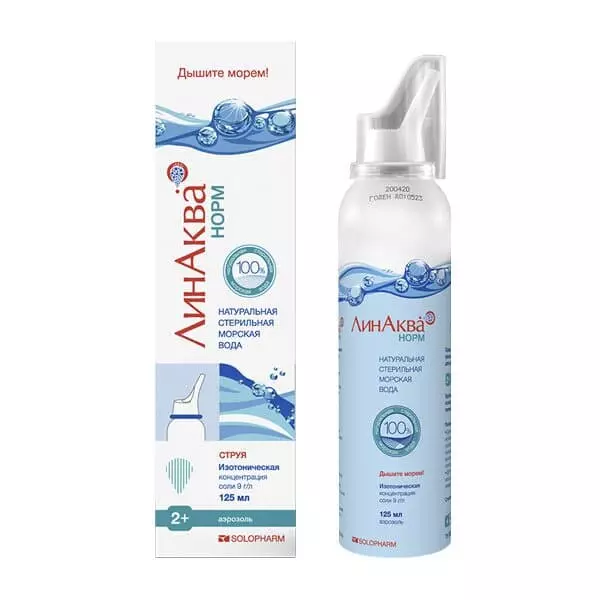 Дышите морем!
ЛинАква
НОРМ
100%
НАТУРАЛЬНАЯ
СТЕРИЛЬНАЯ
МОРСКАЯ
ВОДА
СТРУЯ
Изотоническая
концентрация
соли 9 г/л
125 мл
2+
аэрозоль
SOLOPHARM
200420
ГОДЕН ДО 10523
ЛинАква
НОРМ
НАТУРАЛЬНАЯ
СТЕРИЛЬНАЯ
МОРСКАЯ
ВОДА
100%
Дышите морем!
Изотоническая
концентрация
соли 9 г/л
125 мл
аэрозоль